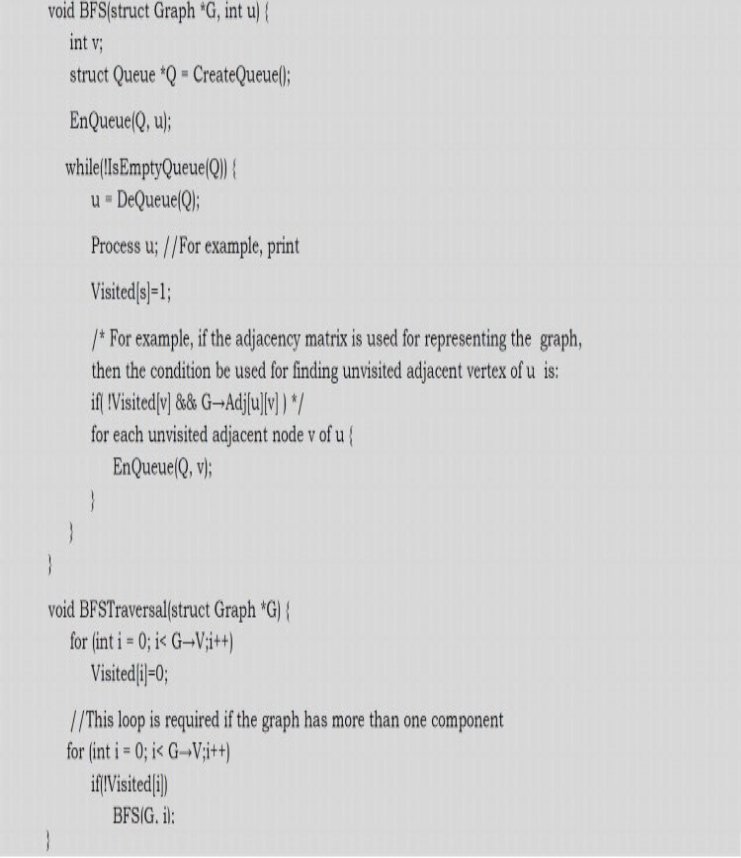 void BFS(struct Graph *G, int u) {
int v;
struct Queue *Q = CreateQueue();
EnQueue(Q, u);
while(!IsEmptyQueue(Q)) {
u = DeQueue(Q);
Process u; //For example, print
Visited[s]=1;
/* For example, if the adjacency matrix is used for representing the graph,
then the condition be used for finding unvisited adjacent vertex of u is:
if( !Visited[v] && G→Adj[u][v] ) */
for each unvisited adjacent node v of u {
EnQueue(Q, v);
}
}
}
void BFSTraversal(struct Graph *G) {
for (int i = 0; i< G→V;i++)
Visited[i]=0;
//This loop is required if the graph has more than one component
for (int i = 0; i< G→V;i++)
if(!Visited[i])
BFS(G, i);
}